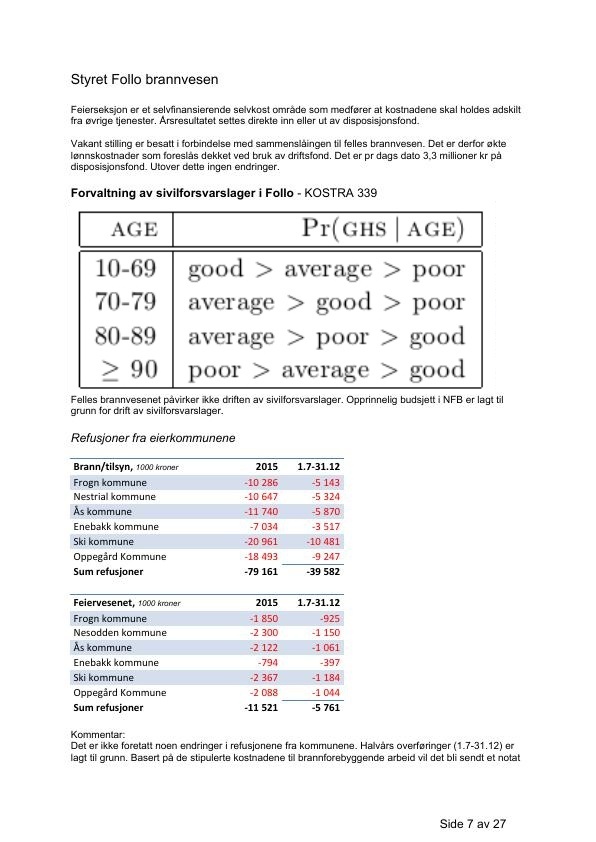 Styret Follo brannvesen
Feierseksjon er et selvfinansierende selvkost område som medfører at kostnadene skal holdes adskilt
fra øvrige tjenester. Årsresultatet settes direkte inn eller ut av disposisjonsfond.
Vakant stilling er besatt i forbindelse med sammenslåingen til felles brannvesen. Det er derfor økte
lønnskostnader som foreslås dekket ved bruk av driftsfond. Det er pr dags dato 3,3 millioner kr på
disposisjonsfond. Utover dette ingen endringer.
Forvaltning av sivilforsvarslager i Follo - KOSTRA 339
AGE Pr(GHS | AGE)
10-69 good > average > poor
70-79 average > good > poor
80-89 average > poor > good
≥ 90 poor > average > good
Felles brannvesenet påvirker ikke driften av sivilforsvarslager. Opprinnelig budsjett i NFB er lagt til
grunn for drift av sivilforsvarslager.
Refusjoner fra eierkommunene
Brann/tilsyn, 1000 kroner 2015 1.7-31.12
Frogn kommune -10 286 -5 143
Nestrial kommune -10 647 -5 324
Ås kommune -11 740 -5 870
Enebakk kommune -7 034 -3 517
Ski kommune -20 961 -10 481
Oppegård Kommune -18 493 -9 247
Sum refusjoner -79 161 -39 582
Feiervesenet, 1000 kroner 2015 1.7-31.12
Frogn kommune -1 850 -925
Nesodden kommune -2 300 -1 150
Ås kommune -2 122 -1 061
Enebakk kommune -794 -397
Ski kommune -2 367 -1 184
Oppegård Kommune -2 088 -1 044
Sum refusjoner -11 521 -5 761
Kommentar:
Det er ikke foretatt noen endringer i refusjonene fra kommunene. Halvårs overføringer (1.7-31.12) er
lagt til grunn. Basert på de stipulerte kostnadene til brannforebyggende arbeid vil det bli sendt et notat
Side 7 av 27